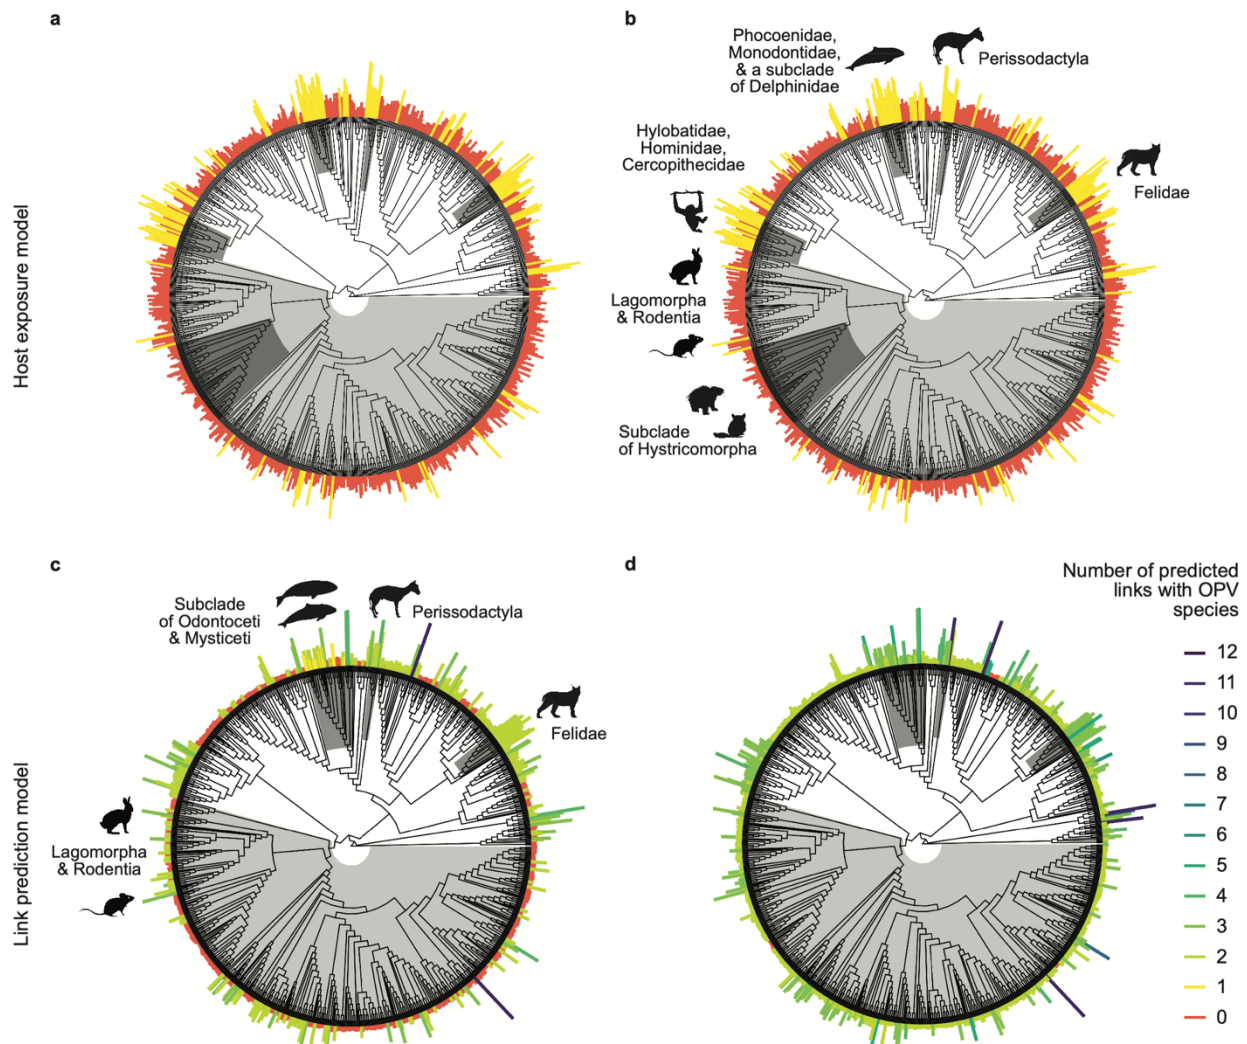 a
b
Host exposure model
Phocoenidae,
Monodontidae,
& a subclade
of Delphinidae
Perissodactyla
Hylobatidae,
Hominidae,
Cercopithecidae
Felidae
Lagomorpha
& Rodentia
Subclade
of Hystricomorpha
c
d
Link prediction model
Subclade
of Odontoceti
& Mysticeti
Perissodactyla
Felidae
Lagomorpha
& Rodentia
Number of predicted
links with OPV
species
12
11
10
9
8
7
6
5
4
3
2
1
0